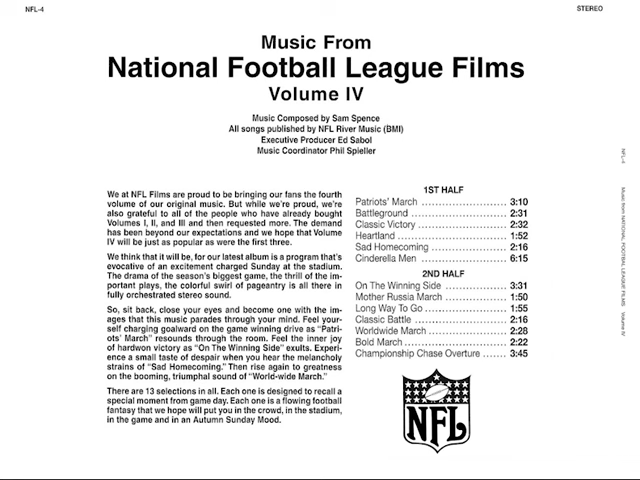 NFL-4
STEREO
Music From
National Football League Films
Volume IV
Music Composed by Sam Spence
All songs published by NFL River Music (BMI)
Executive Producer Ed Sabol
Music Coordinator Phil Spieller
We at NFL Films are proud to be bringing our fans the fourth
volume of our original music. But while we're proud, we're
also grateful to all of the people who have already bought
Volumes I, II, and III and then requested more. The demand
has been beyond our expectations and we hope that Volume
IV will be just as popular as were the first three.
We think that it will be, for our latest album is a program that's
evocative of an excitement charged Sunday at the stadium.
The drama of the season's biggest game, the thrill of the im-
portant plays, the colorful swirl of pageantry is all there in
fully orchestrated stereo sound.
So, sit back, close your eyes and become one with the im-
ages that this music parades through your mind. Feel your-
self charging goalward on the game winning drive as "Patri-
ots' March" resounds through the room. Feel the inner joy
of hardwon victory as "On The Winning Side" exults. Experi-
ence a small taste of despair when you hear the melancholy
strains of "Sad Homecoming." Then rise again to greatness
on the booming, triumphal sound of "World-wide March."
There are 13 selections in all. Each one is designed to recall a
special moment from game day. Each one is a flowing football
fantasy that we hope will put you in the crowd, in the stadium,
in the game and in an Autumn Sunday Mood.
1ST HALF
Patriots' March ........................ 3:10
Battleground ........................... 2:31
Classic Victory ......................... 2:32
Heartland .............................. 1:52
Sad Homecoming ..................... 2:16
Cinderella Men ........................ 6:15
2ND HALF
On The Winning Side .................. 3:31
Mother Russia March .................. 1:50
Long Way To Go ....................... 1:55
Classic Battle .......................... 2:16
Worldwide March ...................... 2:28
Bold March ............................. 2:22
Championship Chase Overture ....... 3:45
NFL
NFL-4
Music from NATIONAL FOOTBALL LEAGUE FILMS Volume IV